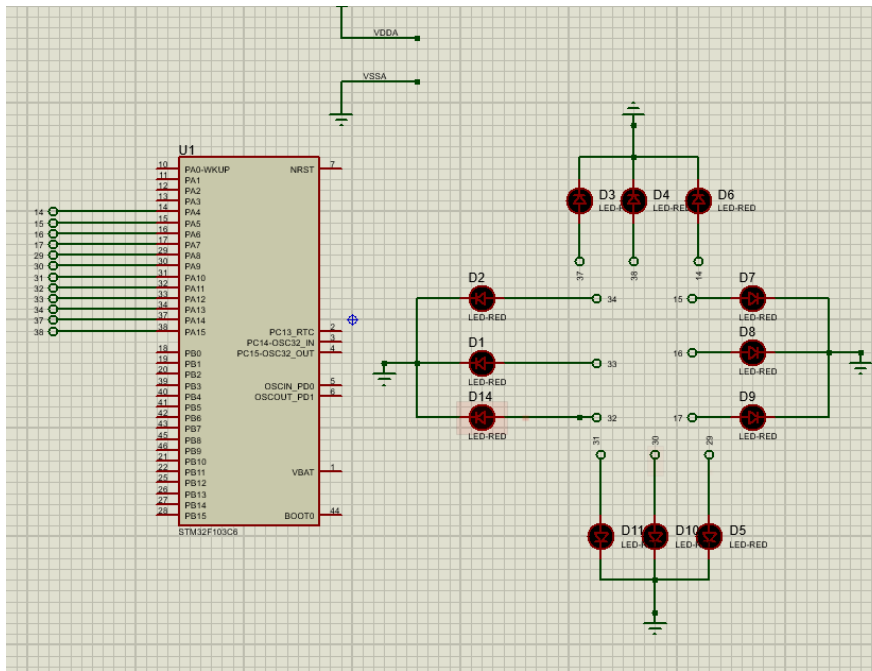 VDDA
VSSA
U1
10 PA0-WKUP NRST 7
11 PA1
12 PA2
13 PA3
14 14 PA4
15 15 PA5
16 16 PA6
17 17 PA7
29 29 PA8
30 30 PA9
31 31 PA10
32 32 PA11
33 33 PA12
34 34 PA13
37 37 PA14
38 38 PA15
PC13_RTC 2
PC14-OSC32_IN 3
18 PB0 PC15-OSC32_OUT 4
19 PB1
20 PB2
39 PB3 OSCIN_PD0 5
40 PB4 OSCOUT_PD1 6
41 PB5
42 PB6
43 PB7
45 PB8
46 PB9
21 PB10
22 PB11 VBAT 1
25 PB12
26 PB13
27 PB14
28 PB15 BOOT0 44
STM32F103C6
D3 D4 D6
LED-R LED-RED LED-RED
37 38 14
D2
34
LED-RED
D7
15
LED-RED
D1
33
LED-RED
D8
16
LED-RED
D14
32
LED-RED
D9
17
LED-RED
31 30 29
D11 D10 D5
LED-R LED-RED LED-RED